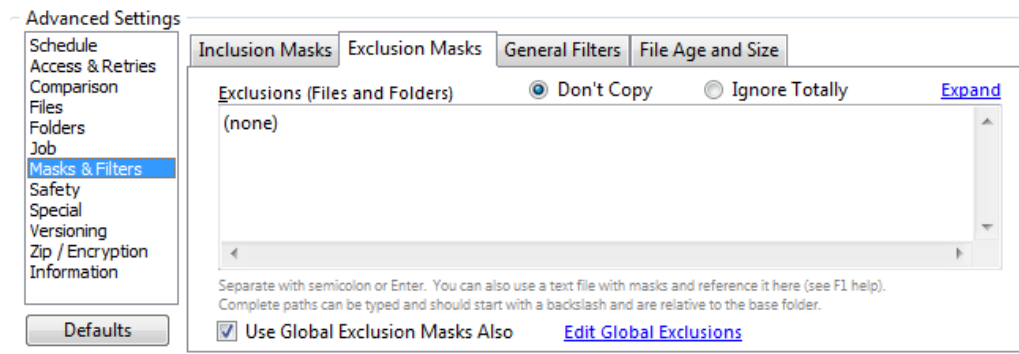 Advanced Settings
Schedule
Access & Retries
Comparison
Files
Folders
Job
Masks & Filters
Safety
Special
Versioning
Zip / Encryption
Information
Defaults
Inclusion Masks Exclusion Masks General Filters File Age and Size
Exclusions (Files and Folders) Don't Copy Ignore Totally Expand
(none)
Separate with semicolon or Enter. You can also use a text file with masks and reference it here (see F1 help).
Complete paths can be typed and should start with a backslash and are relative to the base folder.
Use Global Exclusion Masks Also Edit Global Exclusions